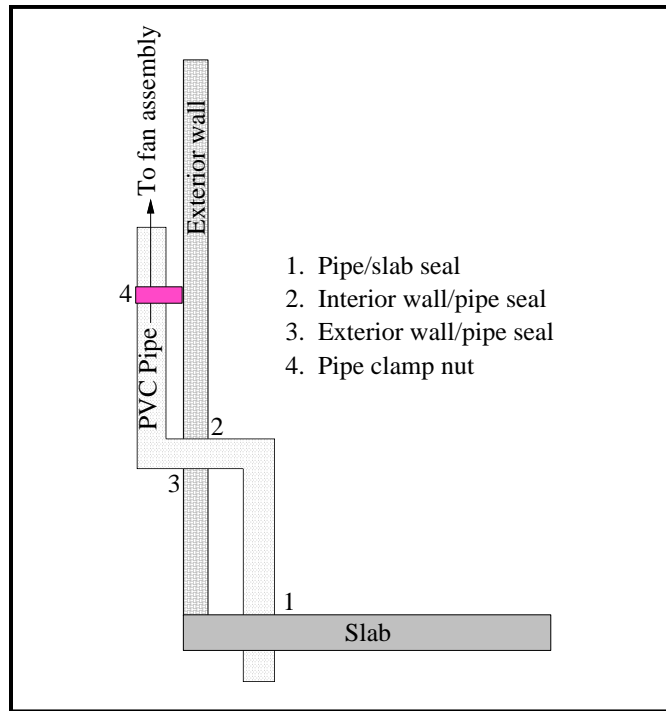 To fan assembly
Exterior wall
4
PVC Pipe
1. Pipe/slab seal
2. Interior wall/pipe seal
3. Exterior wall/pipe seal
4. Pipe clamp nut
2
3
1
Slab